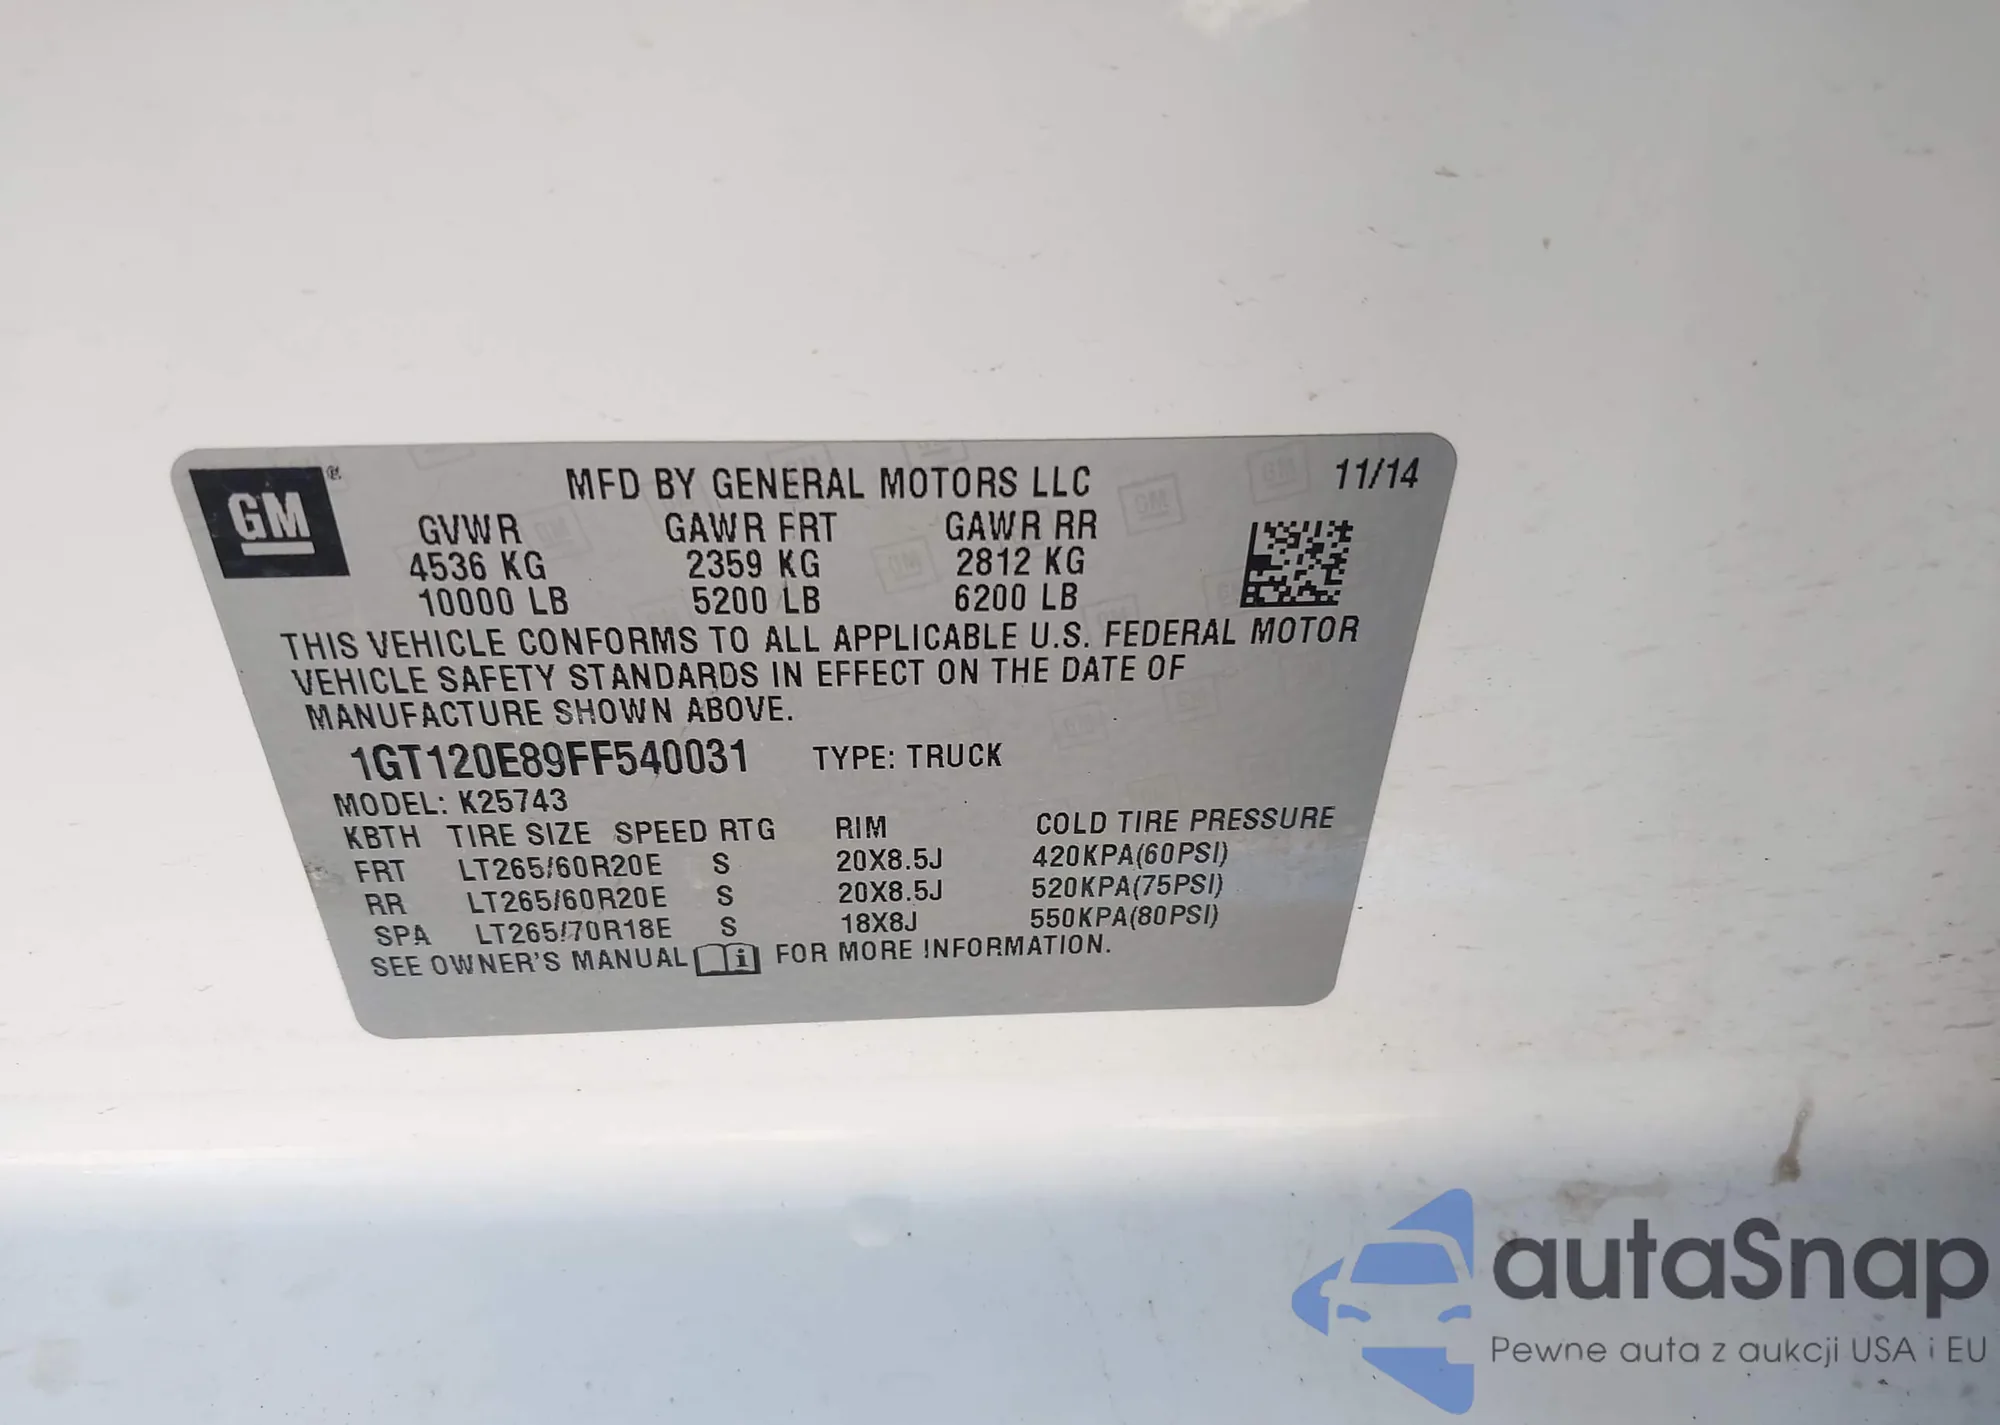 GM®
MFD BY GENERAL MOTORS LLC 11/14
GVWR GAWR FRT GAWR RR
4536 KG 2359 KG 2812 KG
10000 LB 5200 LB 6200 LB
THIS VEHICLE CONFORMS TO ALL APPLICABLE U.S. FEDERAL MOTOR
VEHICLE SAFETY STANDARDS IN EFFECT ON THE DATE OF
MANUFACTURE SHOWN ABOVE.
1GT120E89FF540031 TYPE: TRUCK
MODEL: K25743
KBTH TIRE SIZE SPEED RTG RIM COLD TIRE PRESSURE
FRT LT265/60R20E S 20X8.5J 420KPA(60PSI)
RR LT265/60R20E S 20X8.5J 520KPA(75PSI)
SPA LT265/70R18E S 18X8J 550KPA(80PSI)
SEE OWNER'S MANUAL i FOR MORE INFORMATION.
autaSnap
Pewne auta z aukcji USA i EU